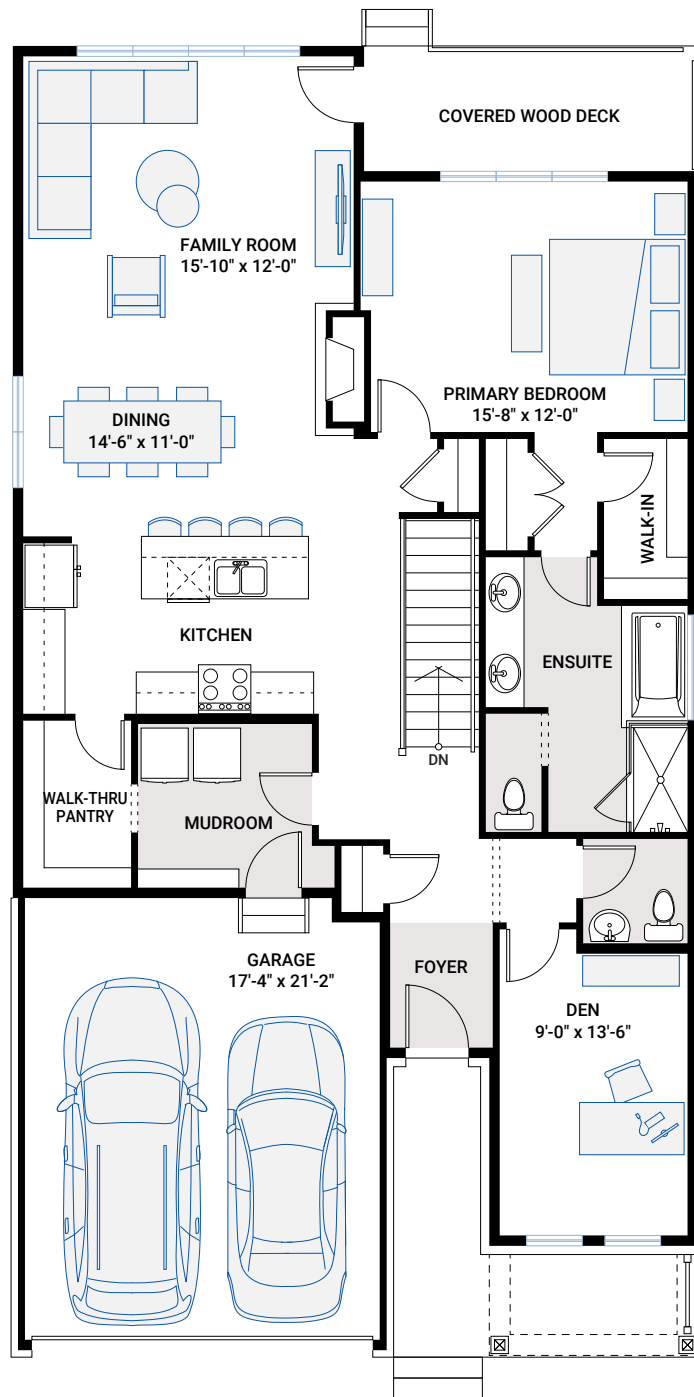 COVERED WOOD DECK
FAMILY ROOM
15'-10" x 12'-0"
PRIMARY BEDROOM
15'-8" x 12'-0"
DINING
14'-6" x 11'-0"
WALK-IN
KITCHEN
ENSUITE
DN
WALK-THRU
PANTRY
MUDROOM
GARAGE
17'-4" x 21'-2"
FOYER
DEN
9'-0" x 13'-6"